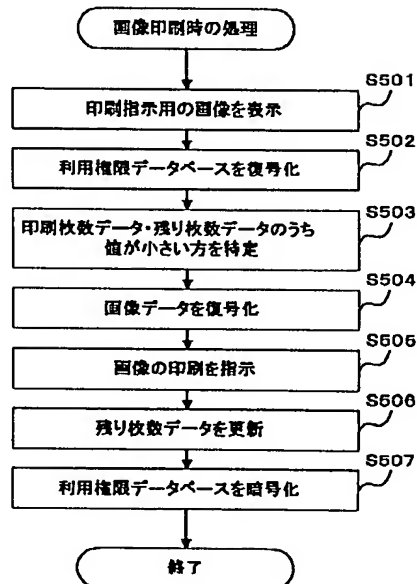 画像印刷時の処理
S501
印刷指示用の画像を表示
S502
利用権限データベースを復号化
S503
印刷枚数データ・残り枚数データのうち
値が小さい方を特定
S504
画像データを復号化
S505
画像の印刷を指示
S506
残り枚数データを更新
S507
利用権限データベースを暗号化
終了